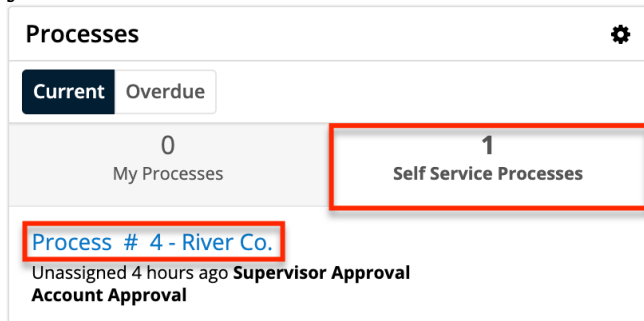 Processes
Current Overdue
0 1
My Processes Self Service Processes
Process # 4 - River Co.
Unassigned 4 hours ago Supervisor Approval
Account Approval